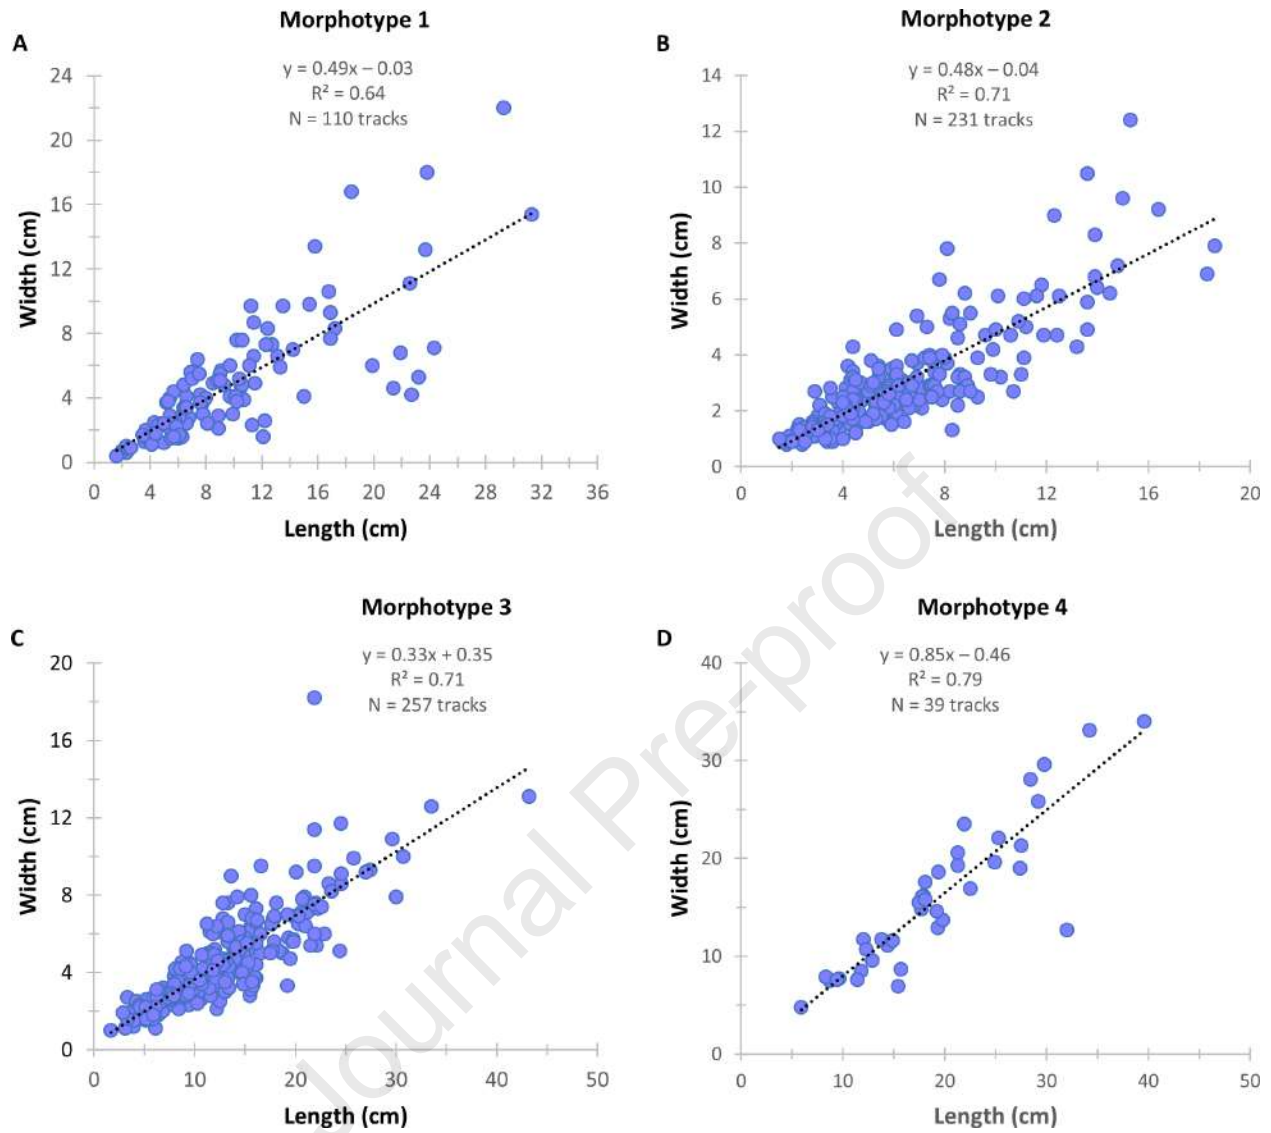 Morphotype 1
A
y = 0.49x – 0.03
R² = 0.64
N = 110 tracks
24
20
16
12
8
4
0
Width (cm)
0 4 8 12 16 20 24 28 32 36
Length (cm)
Morphotype 2
B
y = 0.48x – 0.04
R² = 0.71
N = 231 tracks
14
12
10
8
6
4
2
0
Width (cm)
0 4 8 12 16 20
Length (cm)
Morphotype 3
C
y = 0.33x + 0.35
R² = 0.71
N = 257 tracks
20
16
12
8
4
0
Width (cm)
0 10 20 30 40 50
Length (cm)
Morphotype 4
D
y = 0.85x – 0.46
R² = 0.79
N = 39 tracks
40
30
20
10
0
Width (cm)
0 10 20 30 40 50
Length (cm)
Journal Pre-proof